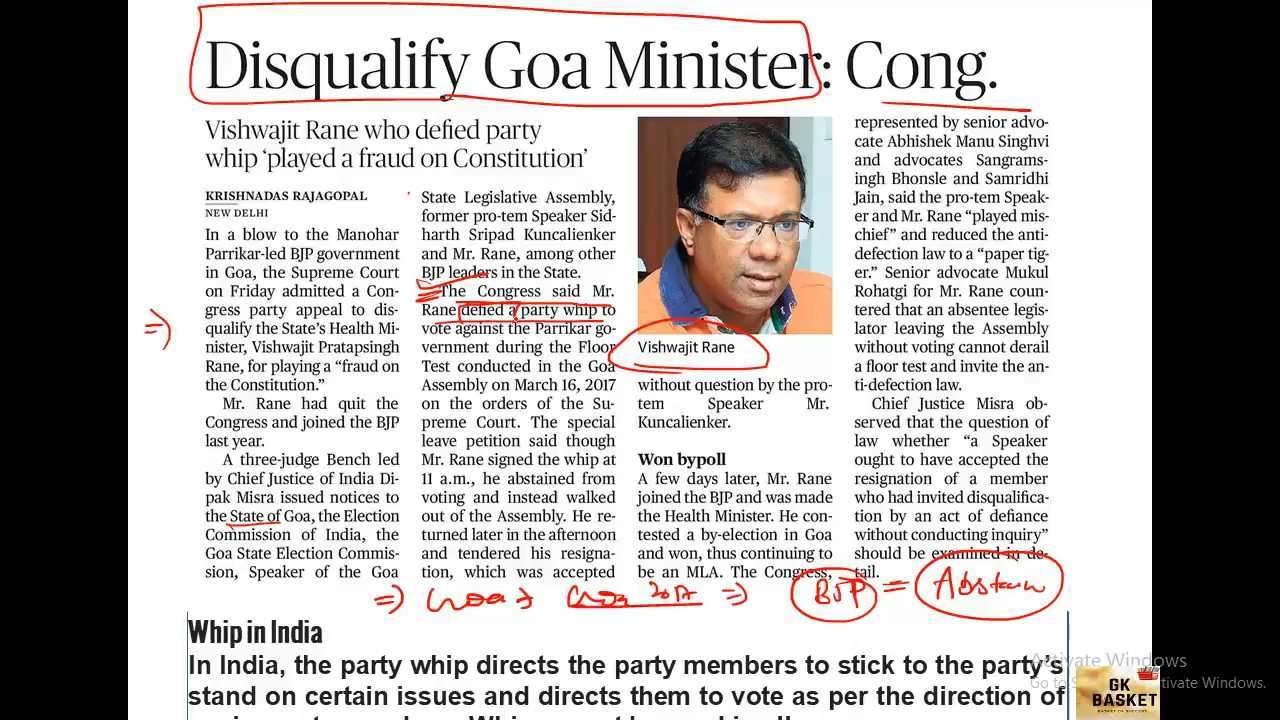 Disqualify Goa Minister: Cong.
Vishwajit Rane who defied party
whip ‘played a fraud on Constitution’
KRISHNADAS RAJAGOPAL
NEW DELHI
In a blow to the Manohar
Parrikar-led BJP government
in Goa, the Supreme Court
on Friday admitted a Con-
gress party appeal to dis-
qualify the State’s Health Mi-
nister, Vishwajit Pratapsingh
Rane, for playing a “fraud on
the Constitution.”
Mr. Rane had quit the
Congress and joined the BJP
last year.
A three-judge Bench led
by Chief Justice of India Di-
pak Misra issued notices to
the State of Goa, the Election
Commission of India, the
Goa State Election Commis-
sion, Speaker of the Goa
State Legislative Assembly,
former pro-tem Speaker Sid-
harth Sripad Kuncalienker
and Mr. Rane, among other
BJP leaders in the State.
The Congress said Mr.
Rane defied a party whip to
vote against the Parrikar go-
vernment during the Floor
Test conducted in the Goa
Assembly on March 16, 2017
on the orders of the Su-
preme Court. The special
leave petition said though
Mr. Rane signed the whip at
11 a.m., he abstained from
voting and instead walked
out of the Assembly. He re-
turned later in the afternoon
and tendered his resigna-
tion, which was accepted
Vishwajit Rane
without question by the pro-
tem Speaker Mr.
Kuncalienker.
Won bypoll
A few days later, Mr. Rane
joined the BJP and was made
the Health Minister. He con-
tested a by-election in Goa
and won, thus continuing to
be an MLA. The Congress,
represented by senior advo-
cate Abhishek Manu Singhvi
and advocates Sangrams-
ingh Bhonsle and Samridhi
Jain, said the pro-tem Speak-
er and Mr. Rane “played mis-
chief” and reduced the anti-
defection law to a “paper tig-
er.” Senior advocate Mukul
Rohatgi for Mr. Rane coun-
tered that an absentee legis-
lator leaving the Assembly
without voting cannot derail
a floor test and invite the an-
ti-defection law.
Chief Justice Misra ob-
served that the question of
law whether “a Speaker
ought to have accepted the
resignation of a member
who had invited disqualifica-
tion by an act of defiance
without conducting inquiry”
should be examined in de-
tail.
⇒ Goa → Goa 2017 ⇒ BJP = Abstain
Whip in India
In India, the party whip directs the party members to stick to the party’s
stand on certain issues and directs them to vote as per the direction of
Activate Windows
GK
BASKET